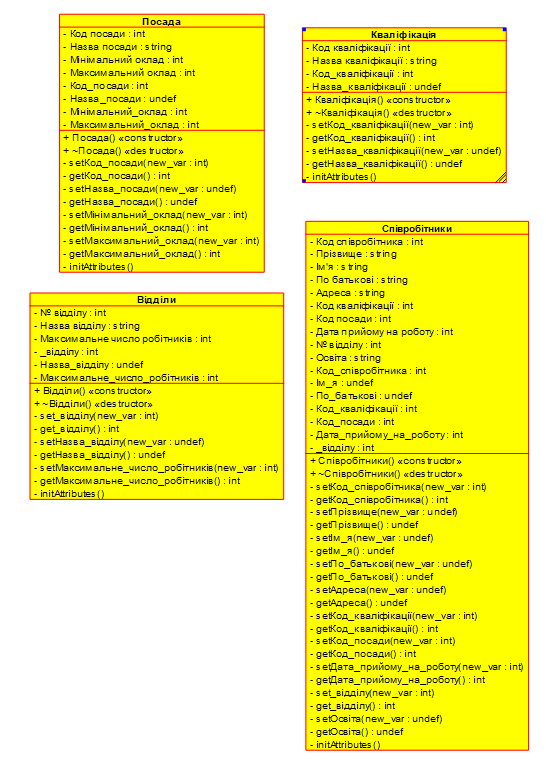 Посада
- Код посади : int
- Назва посади : string
- Мінімальний оклад : int
- Максимальний оклад : int
- Код_посади : int
- Назва_посади : undef
- Мінімальний_оклад : int
- Максимальний_оклад : int
+ Посада() «constructor»
+ ~Посада() «destructor»
- setКод_посади(new_var : int)
- getКод_посади() : int
- setНазва_посади(new_var : undef)
- getНазва_посади() : undef
- setМінімальний_оклад(new_var : int)
- getМінімальний_оклад() : int
- setМаксимальний_оклад(new_var : int)
- getМаксимальний_оклад() : int
- initAttributes()
Кваліфікація
- Код кваліфікації : int
- Назва кваліфікації : string
- Код_кваліфікації : int
- Назва_кваліфікації : undef
+ Кваліфікація() «constructor»
+ ~Кваліфікація() «destructor»
- setКод_кваліфікації(new_var : int)
- getКод_кваліфікації() : int
- setНазва_кваліфікації(new_var : undef)
- getНазва_кваліфікації() : undef
- initAttributes()
Відділи
- № відділу : int
- Назва відділу : string
- Максимальне число робітників : int
- _відділу : int
- Назва_відділу : undef
- Максимальне_число_робітників : int
+ Відділи() «constructor»
+ ~Відділи() «destructor»
- set_відділу(new_var : int)
- get_відділу() : int
- setНазва_відділу(new_var : undef)
- getНазва_відділу() : undef
- setМаксимальне_число_робітників(new_var : int)
- getМаксимальне_число_робітників() : int
- initAttributes()
Співробітники
- Код співробітника : int
- Прізвище : string
- Ім'я : string
- По батькові : string
- Адреса : string
- Код кваліфікації : int
- Код посади : int
- Дата прийому на роботу : int
- № відділу : int
- Освіта : string
- Код_співробітника : int
- Ім_я : undef
- По_батькові : undef
- Код_кваліфікації : int
- Код_посади : int
- Дата_прийому_на_роботу : int
- _відділу : int
+ Співробітники() «constructor»
+ ~Співробітники() «destructor»
- setКод_співробітника(new_var : int)
- getКод_співробітника() : int
- setПрізвище(new_var : undef)
- getПрізвище() : undef
- setІм_я(new_var : undef)
- getІм_я() : undef
- setПо_батькові(new_var : undef)
- getПо_батькові() : undef
- setАдреса(new_var : undef)
- getАдреса() : undef
- setКод_кваліфікації(new_var : int)
- getКод_кваліфікації() : int
- setКод_посади(new_var : int)
- getКод_посади() : int
- setДата_прийому_на_роботу(new_var : int)
- getДата_прийому_на_роботу() : int
- set_відділу(new_var : int)
- get_відділу() : int
- setОсвіта(new_var : undef)
- getОсвіта() : undef
- initAttributes()